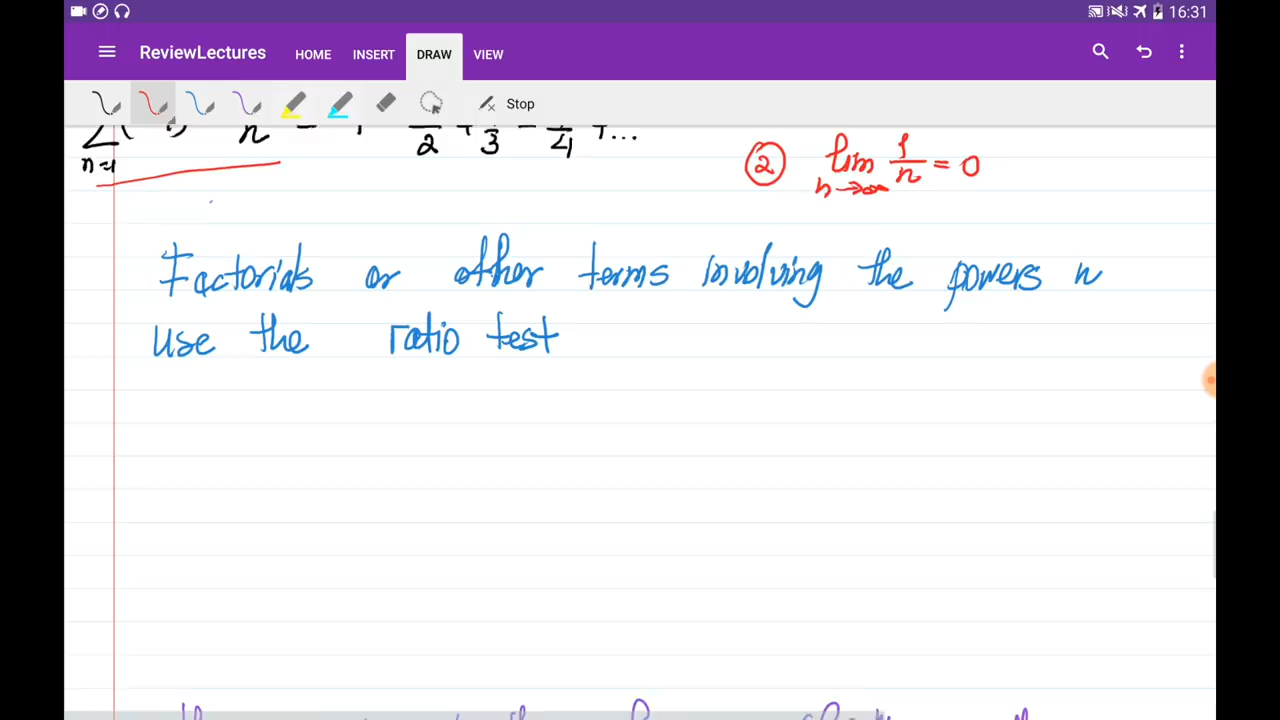 16:31
ReviewLectures HOME INSERT DRAW VIEW
Stop
n=1 n 2 3 4 ...
② lim 1/n = 0
n→∞
Factorials or other terms involving the powers n
use the ratio test